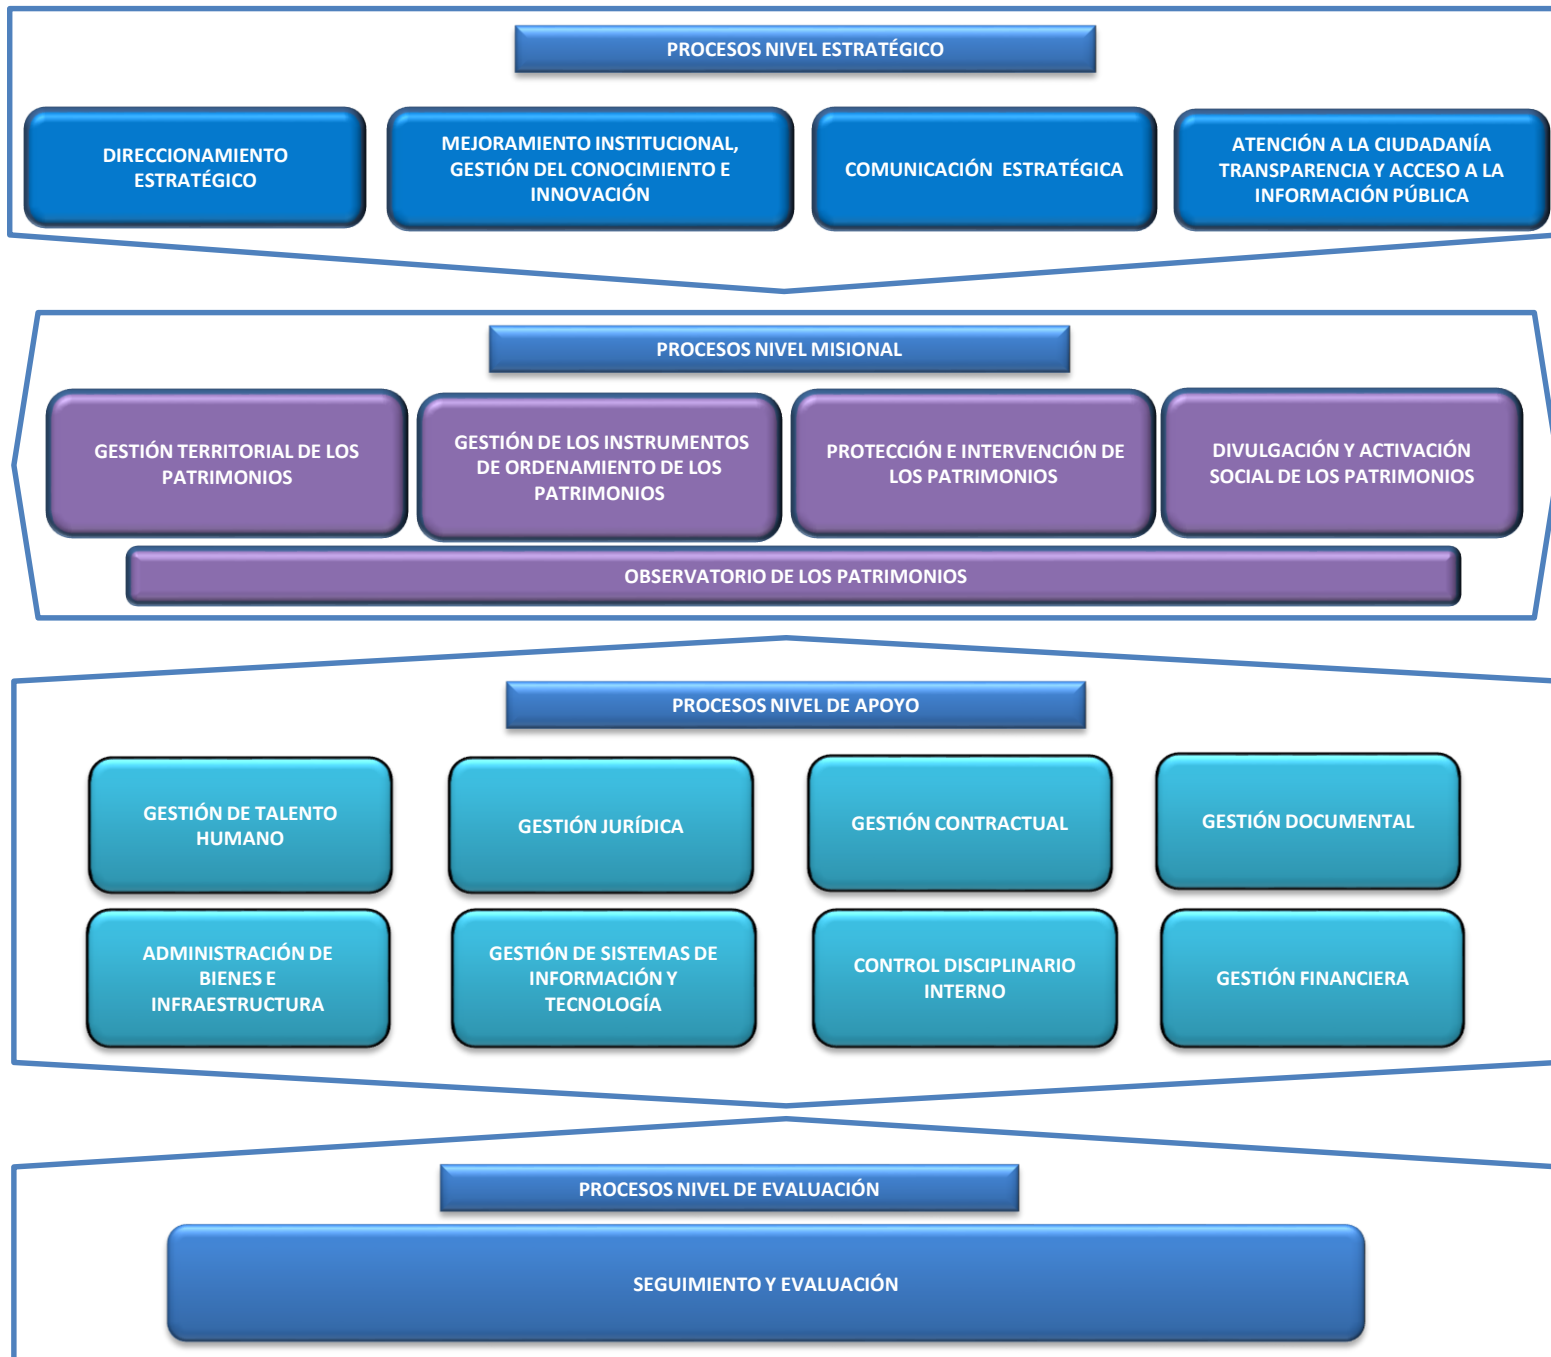 PROCESOS NIVEL ESTRATÉGICO
DIRECCIONAMIENTO
ESTRATÉGICO
MEJORAMIENTO INSTITUCIONAL,
GESTIÓN DEL CONOCIMIENTO E
INNOVACIÓN
COMUNICACIÓN ESTRATÉGICA
ATENCIÓN A LA CIUDADANÍA
TRANSPARENCIA Y ACCESO A LA
INFORMACIÓN PÚBLICA
PROCESOS NIVEL MISIONAL
GESTIÓN TERRITORIAL DE LOS
PATRIMONIOS
GESTIÓN DE LOS INSTRUMENTOS
DE ORDENAMIENTO DE LOS
PATRIMONIOS
PROTECCIÓN E INTERVENCIÓN DE
LOS PATRIMONIOS
DIVULGACIÓN Y ACTIVACIÓN
SOCIAL DE LOS PATRIMONIOS
OBSERVATORIO DE LOS PATRIMONIOS
PROCESOS NIVEL DE APOYO
GESTIÓN DE TALENTO
HUMANO
GESTIÓN JURÍDICA
GESTIÓN CONTRACTUAL
GESTIÓN DOCUMENTAL
ADMINISTRACIÓN DE
BIENES E
INFRAESTRUCTURA
GESTIÓN DE SISTEMAS DE
INFORMACIÓN Y
TECNOLOGÍA
CONTROL DISCIPLINARIO
INTERNO
GESTIÓN FINANCIERA
PROCESOS NIVEL DE EVALUACIÓN
SEGUIMIENTO Y EVALUACIÓN